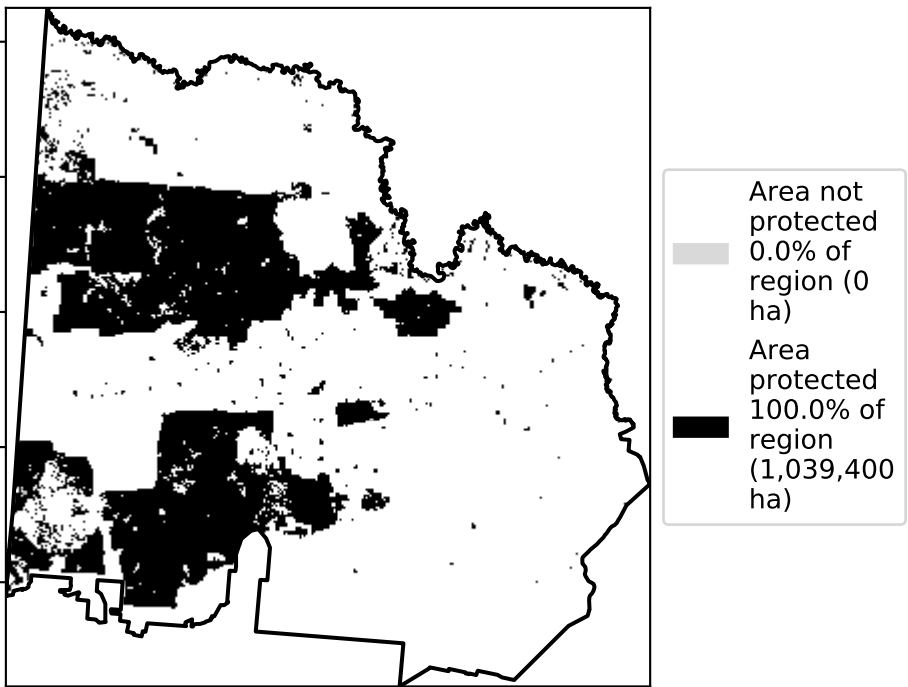 Area not
protected
0.0% of
region (0
ha)
Area
protected
100.0% of
region
(1,039,400
ha)